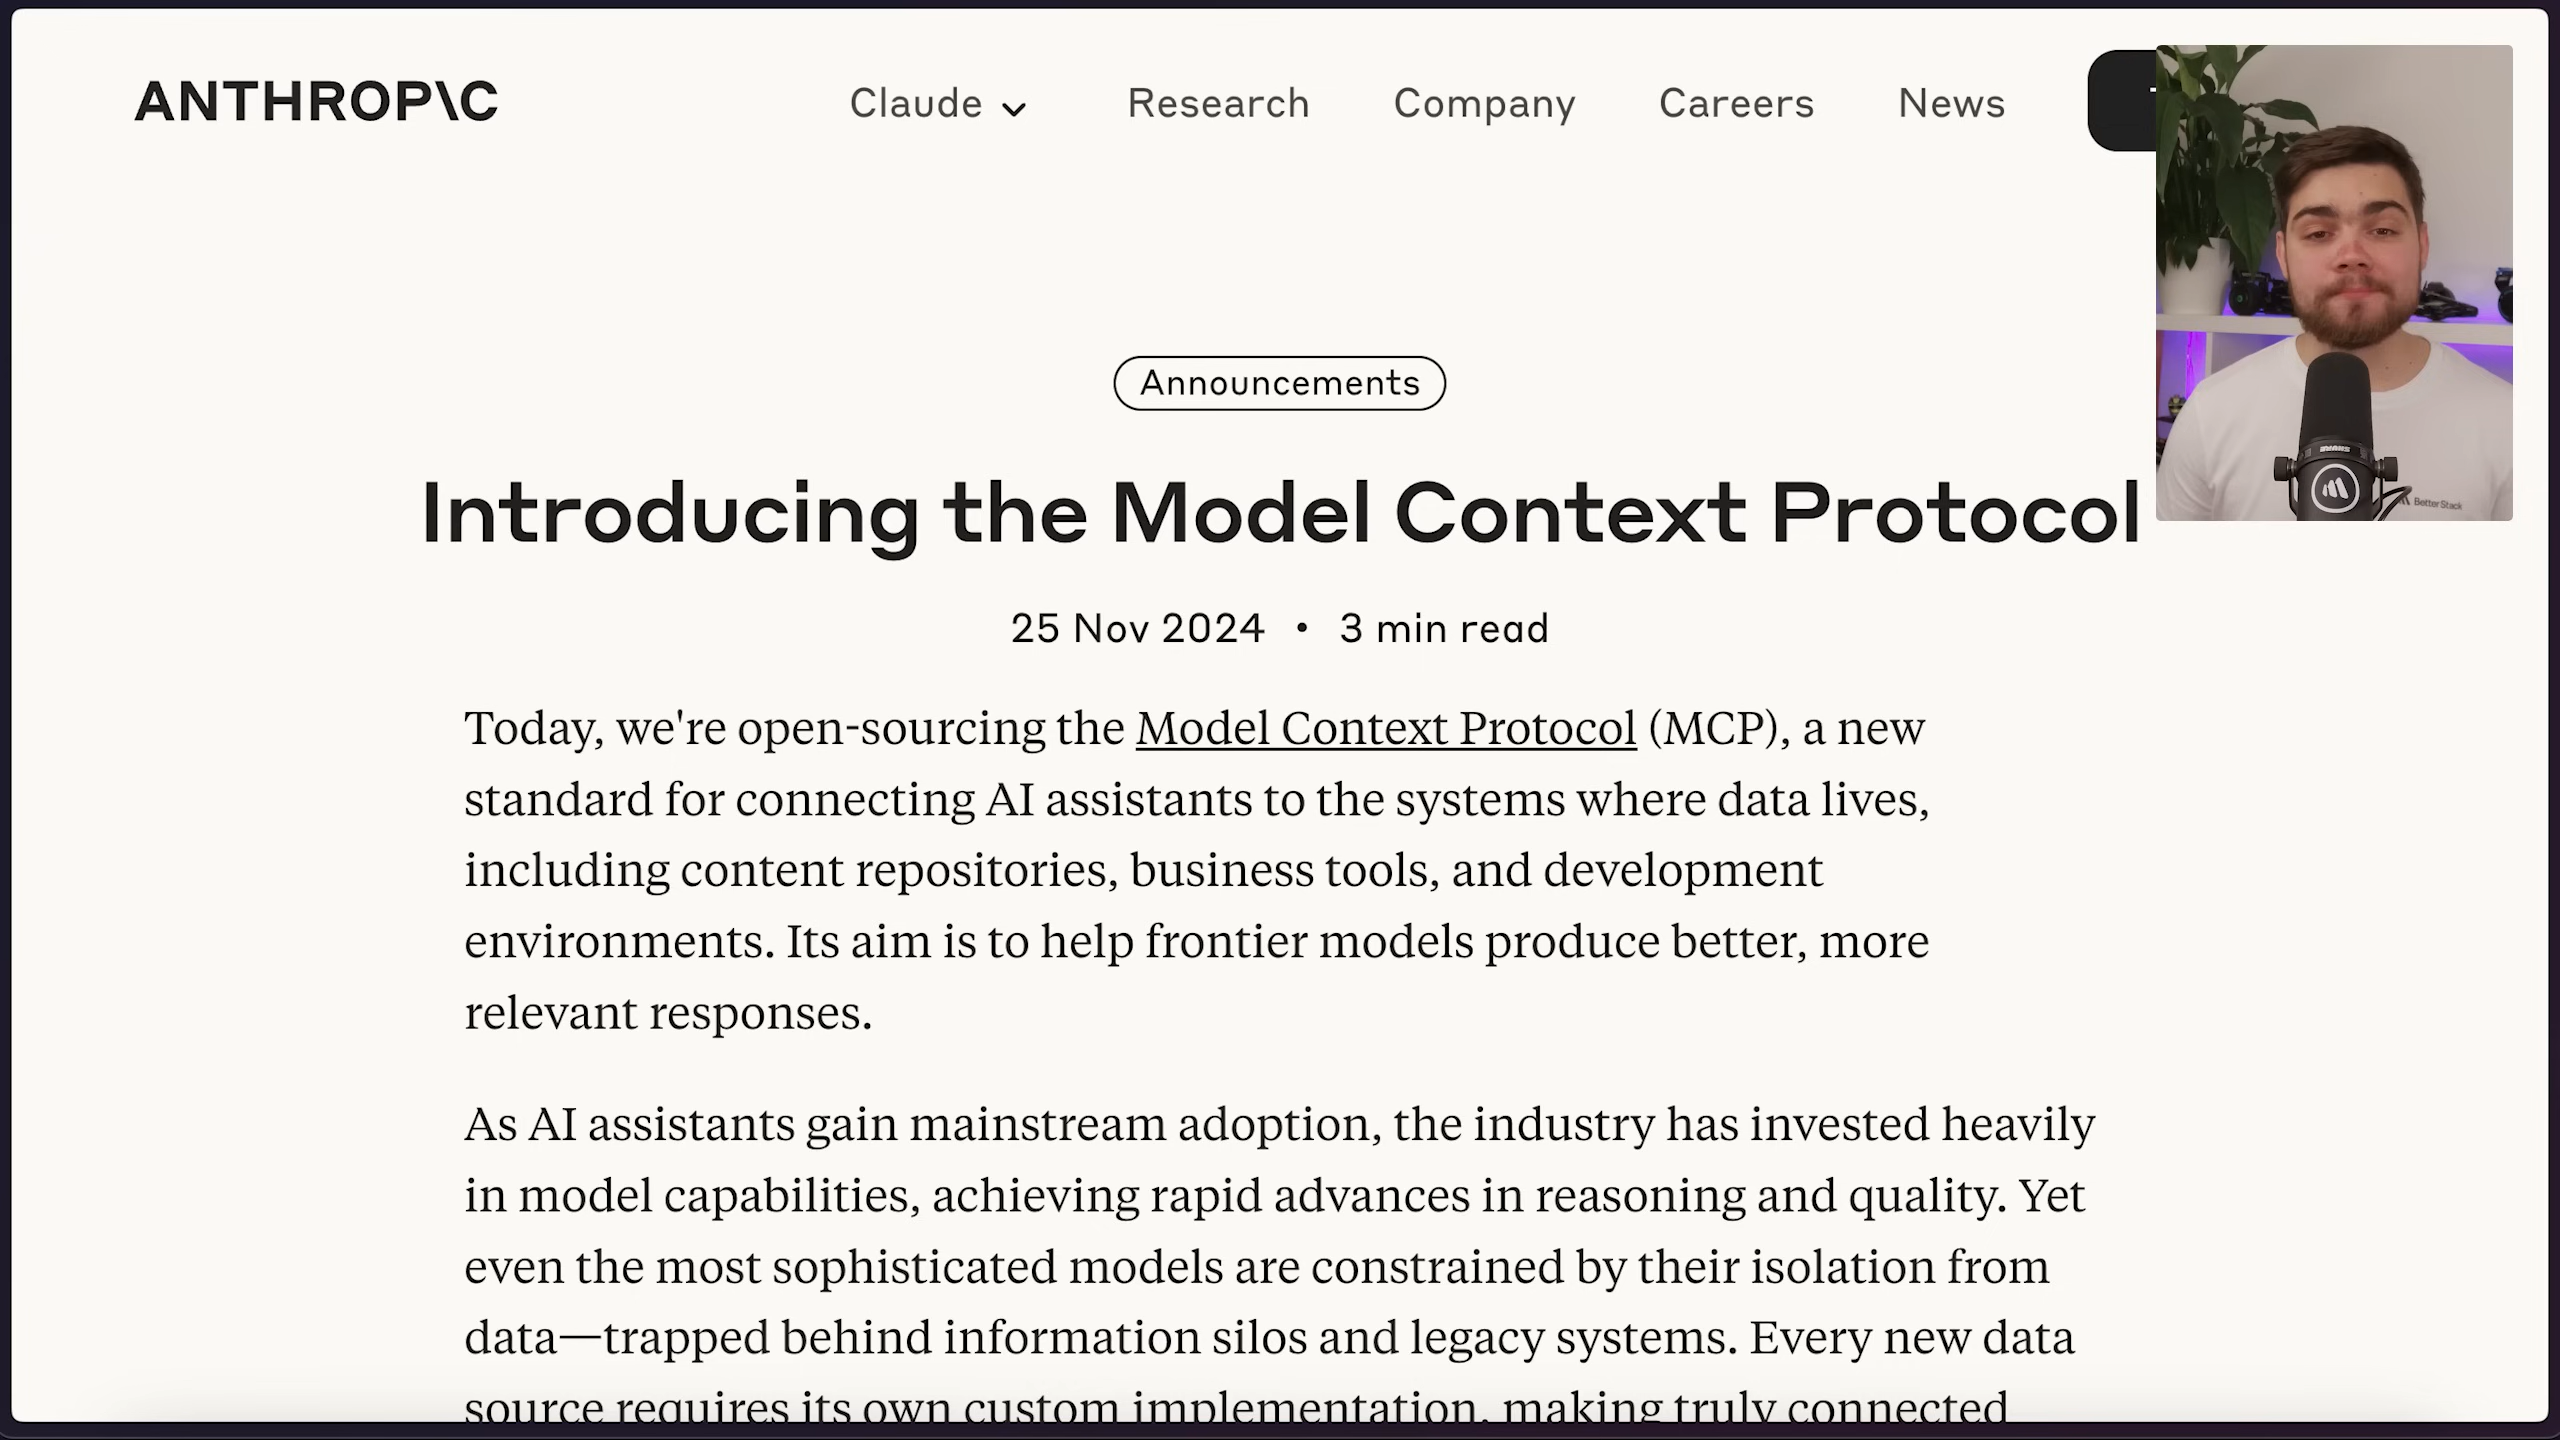 ANTHROP\C
Claude Research Company Careers News
Announcements
Introducing the Model Context Protocol
25 Nov 2024 • 3 min read
Today, we're open-sourcing the Model Context Protocol (MCP), a new
standard for connecting AI assistants to the systems where data lives,
including content repositories, business tools, and development
environments. Its aim is to help frontier models produce better, more
relevant responses.
As AI assistants gain mainstream adoption, the industry has invested heavily
in model capabilities, achieving rapid advances in reasoning and quality. Yet
even the most sophisticated models are constrained by their isolation from
data—trapped behind information silos and legacy systems. Every new data
source requires its own custom implementation, making truly connected
SHURE
Better Stack